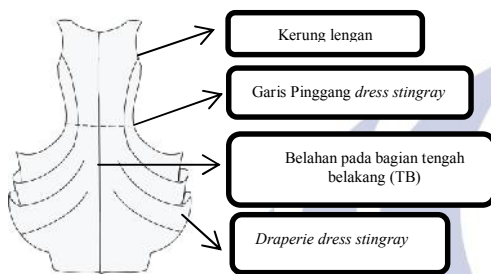 Kerung lengan
Garis Pinggang dress stingray
Belahan pada bagian tengah
belakang (TB)
Draperie dress stingray